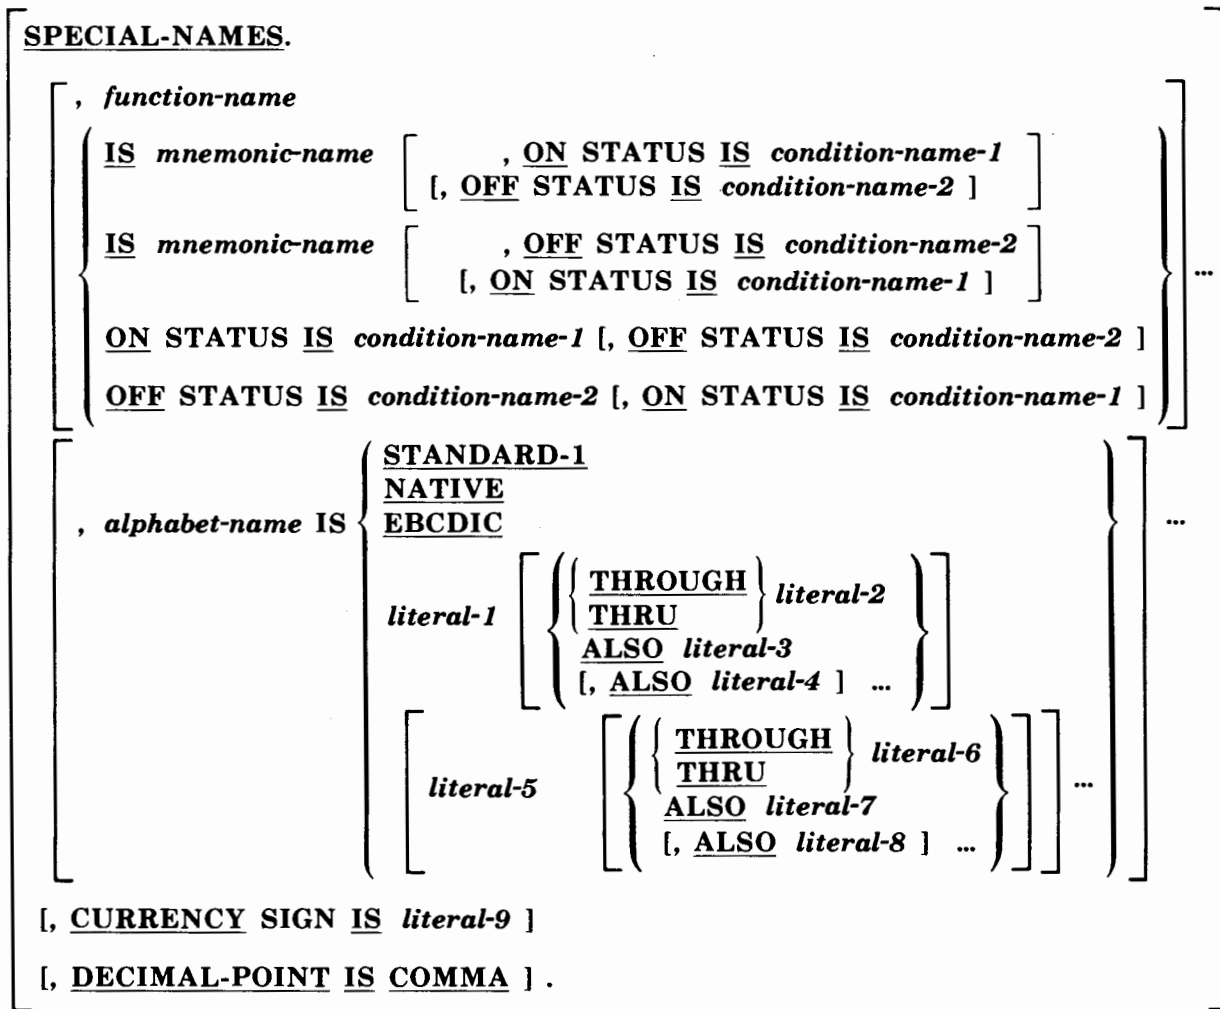 SPECIAL-NAMES.
, function-name
IS mnemonic-name , ON STATUS IS condition-name-1
[, OFF STATUS IS condition-name-2 ]
IS mnemonic-name , OFF STATUS IS condition-name-2
[, ON STATUS IS condition-name-1 ]
...
ON STATUS IS condition-name-1 [, OFF STATUS IS condition-name-2 ]
OFF STATUS IS condition-name-2 [, ON STATUS IS condition-name-1 ]
STANDARD-1
NATIVE
, alphabet-name IS EBCDIC ...
THROUGH
literal-1 THRU literal-2
ALSO literal-3
[, ALSO literal-4 ] ...
THROUGH
literal-5 THRU literal-6 ...
ALSO literal-7
[, ALSO literal-8 ] ...
[, CURRENCY SIGN IS literal-9 ]
[, DECIMAL-POINT IS COMMA ] .